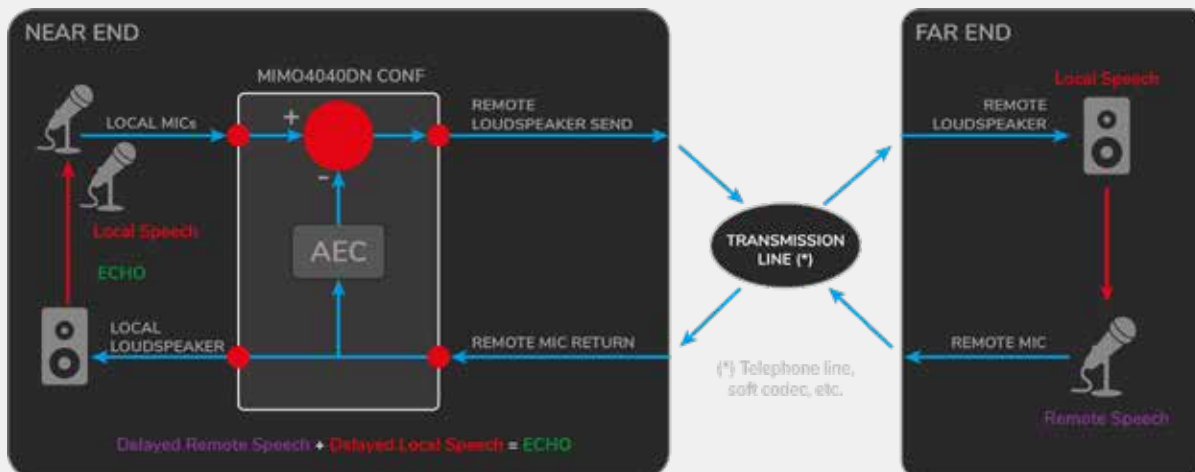 NEAR END
MIMO4040DN CONF
LOCAL MICs
+
-
REMOTE
LOUDSPEAKER SEND
Local Speech
ECHO
AEC
LOCAL
LOUDSPEAKER
REMOTE MIC RETURN
Delayed Remote Speech + Delayed Local Speech = ECHO
TRANSMISSION
LINE (*)
(*) Telephone line,
soft codec, etc.
FAR END
Local Speech
REMOTE
LOUDSPEAKER
REMOTE MIC
Remote Speech